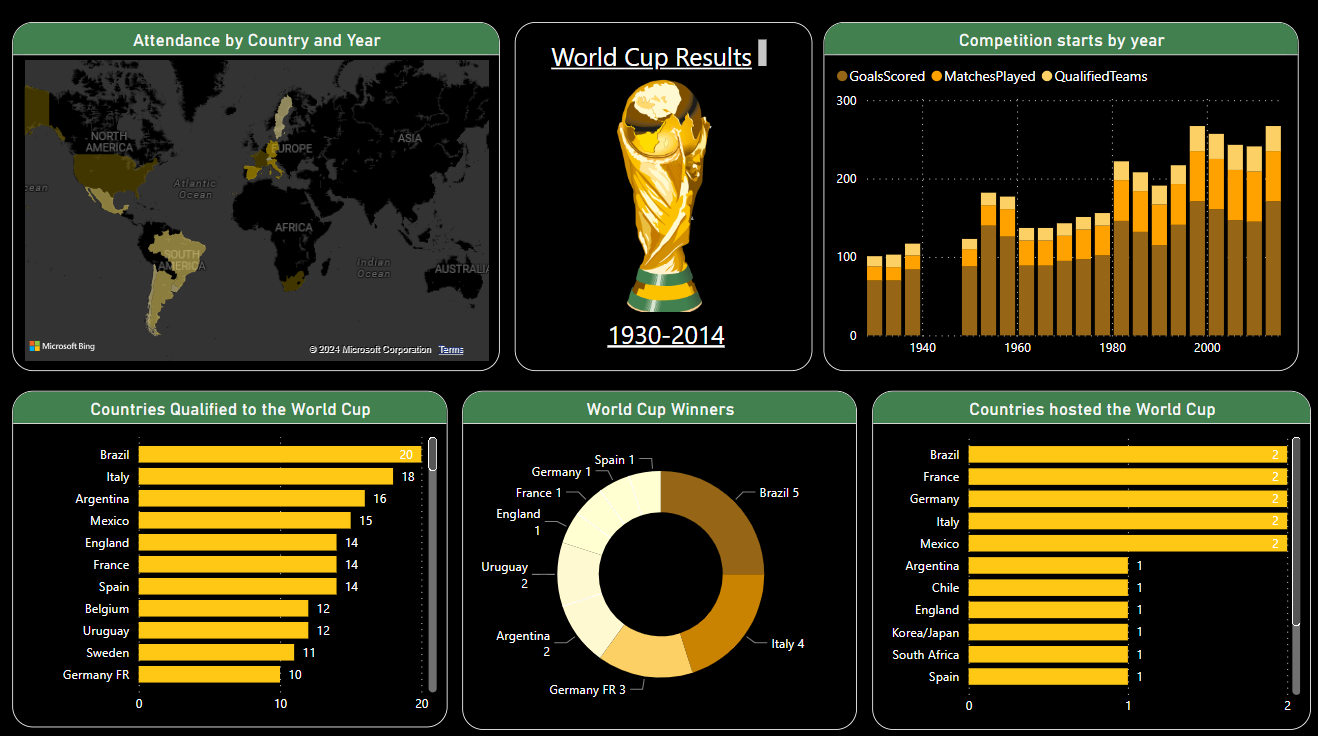 Attendance by Country and Year
NORTH
AMERICA
EUROPE
ASIA
Atlantic
Ocean
ean
AFRICA
SOUTH
AMERICA
Indian
Ocean
AUSTRALIA
Microsoft Bing
© 2024 Microsoft Corporation Terms
World Cup Results
1930-2014
Competition starts by year
GoalsScored MatchesPlayed QualifiedTeams
300
200
100
0
1940 1960 1980 2000
Countries Qualified to the World Cup
Brazil 20
Italy 18
Argentina 16
Mexico 15
England 14
France 14
Spain 14
Belgium 12
Uruguay 12
Sweden 11
Germany FR 10
0 10 20
World Cup Winners
Spain 1
Germany 1
France 1
England
1
Uruguay
2
Argentina
2
Germany FR 3
Italy 4
Brazil 5
Countries hosted the World Cup
Brazil 2
France 2
Germany 2
Italy 2
Mexico 2
Argentina 1
Chile 1
England 1
Korea/Japan 1
South Africa 1
Spain 1
0 1 2